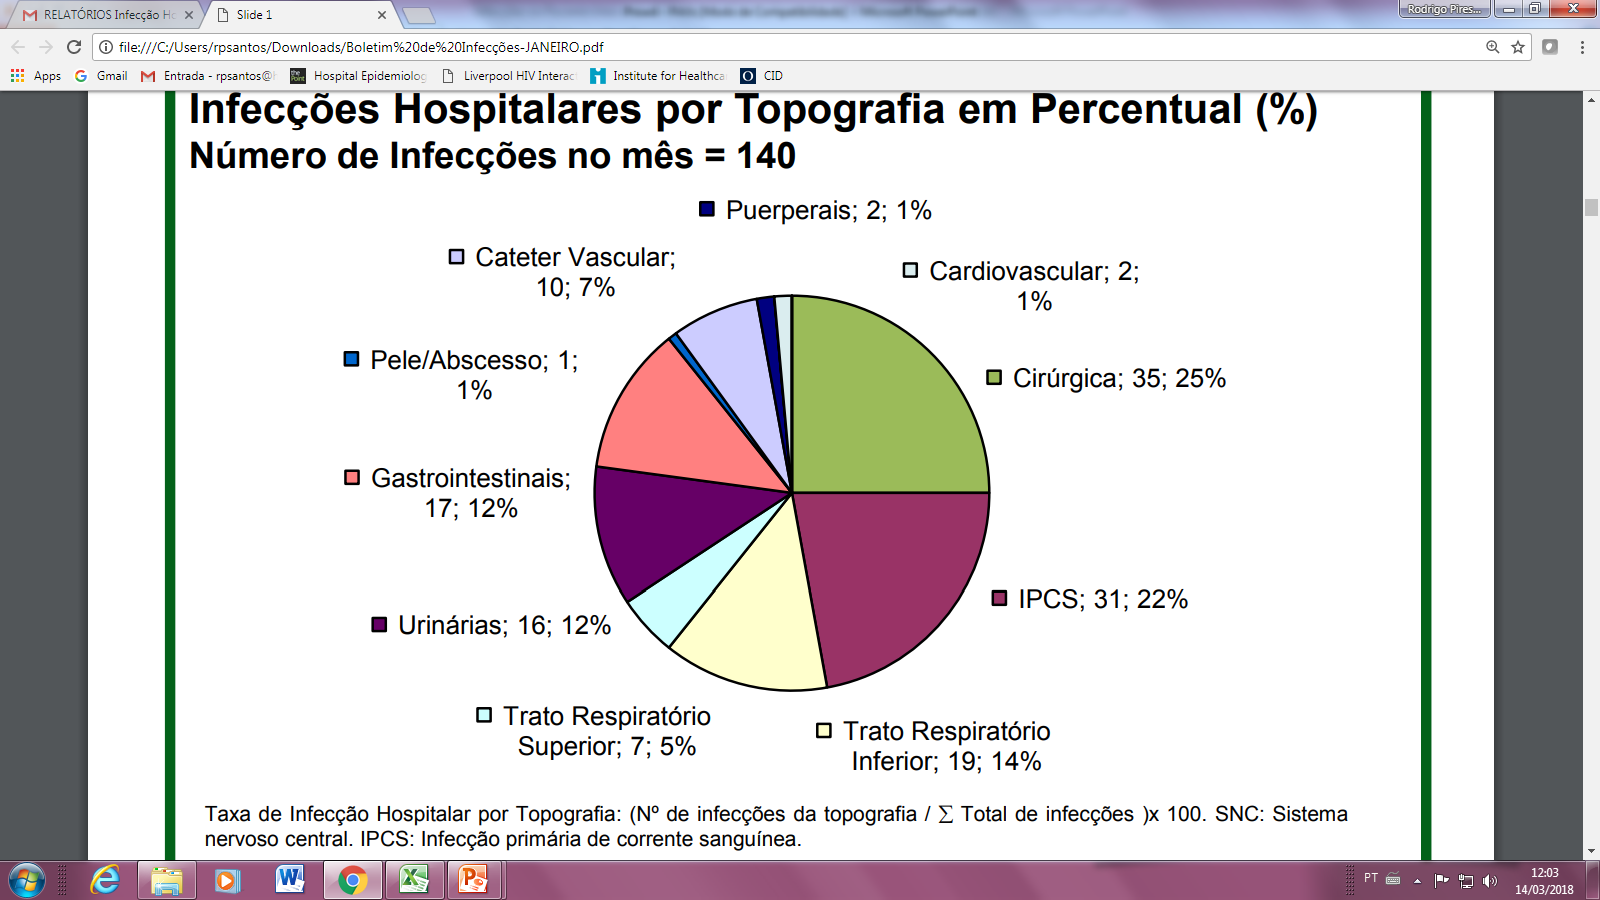 Rodrigo Pires...
RELATÓRIOS Infecção Ho
Slide 1
file:///C:/Users/rpsantos/Downloads/Boletim%20de%20Infecções-JANEIRO.pdf
Apps
Gmail
Entrada - rpsantos@h
Hospital Epidemiolog
Liverpool HIV Interac
Institute for Healthca
CID
Infecções Hospitalares por Topografia em Percentual (%)
Número de Infecções no mês = 140
Puerperais; 2; 1%
Cateter Vascular;
10; 7%
Cardiovascular; 2;
1%
Pele/Abscesso; 1;
1%
Cirúrgica; 35; 25%
Gastrointestinais;
17; 12%
IPCS; 31; 22%
Urinárias; 16; 12%
Trato Respiratório
Superior; 7; 5%
Trato Respiratório
Inferior; 19; 14%
Taxa de Infecção Hospitalar por Topografia: (Nº de infecções da topografia / ∑ Total de infecções )x 100. SNC: Sistema
nervoso central. IPCS: Infecção primária de corrente sanguínea.
PT
12:03
14/03/2018